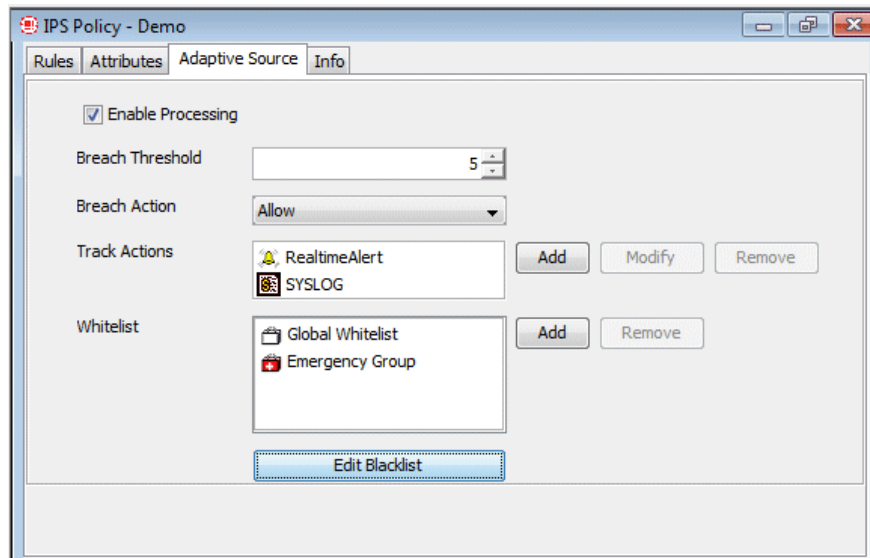 IPS Policy - Demo
Rules Attributes Adaptive Source Info
Enable Processing
Breach Threshold 5
Breach Action Allow
Track Actions RealtimeAlert Add Modify Remove
SYSLOG
Whitelist Global Whitelist Add Remove
Emergency Group
Edit Blacklist